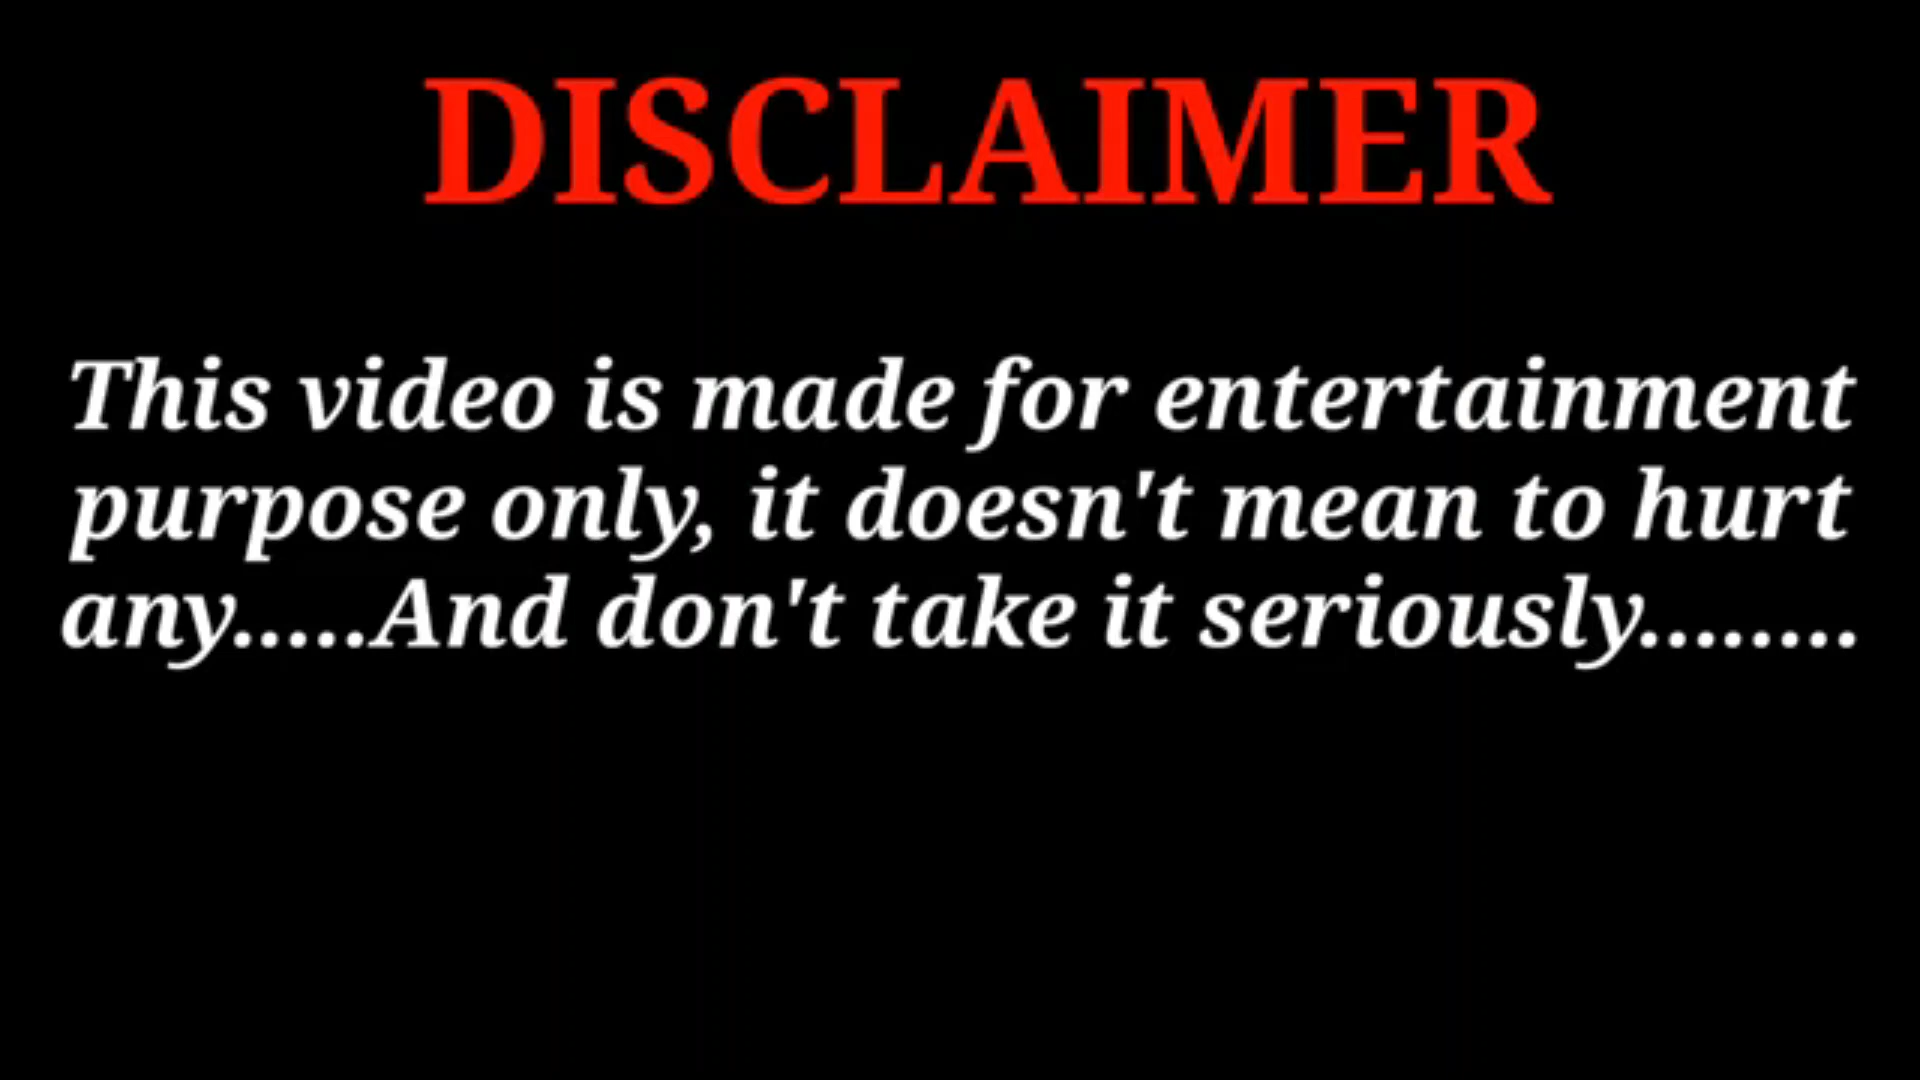 DISCLAIMER
This video is made for entertainment
purpose only, it doesn't mean to hurt
any.....And don't take it seriously........